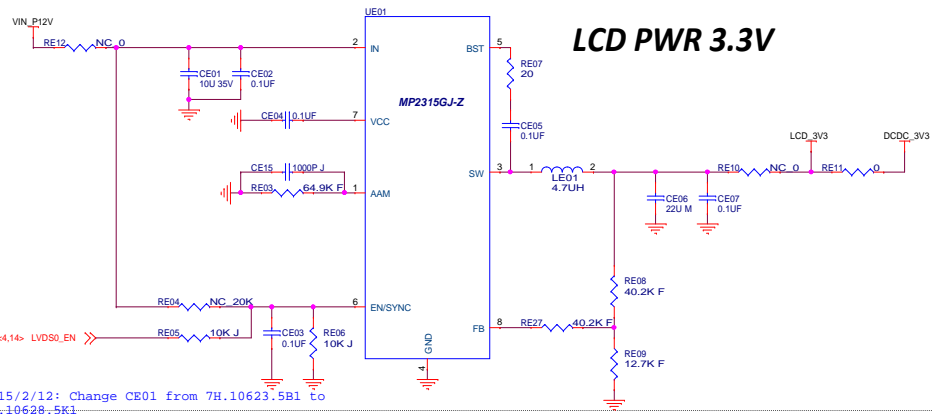 UE01
VIN_P12V
LCD PWR 3.3V
RE12 NC_0
2 IN
BST 5
RE07
20
CE01
10U 35V
CE02
0.1UF
MP2315GJ-Z
CE04 0.1UF
7 VCC
CE05
0.1UF
LCD_3V3
DCDC_3V3
CE15 1000P J
RE03 64.9K F
1 AAM
SW 3
1 2
LE01
4.7UH
RE10 NC_0
RE11 0
CE06
22U M
CE07
0.1UF
RE08
40.2K F
RE04 NC_20K
6 EN/SYNC
<4,14> LVDS0_EN
RE05 10K J
CE03
0.1UF
RE06
10K J
FB 8
RE27 40.2K F
GND
4
RE09
12.7K F
15/2/12: Change CE01 from 7H.10623.5B1 to
.10628.5K1